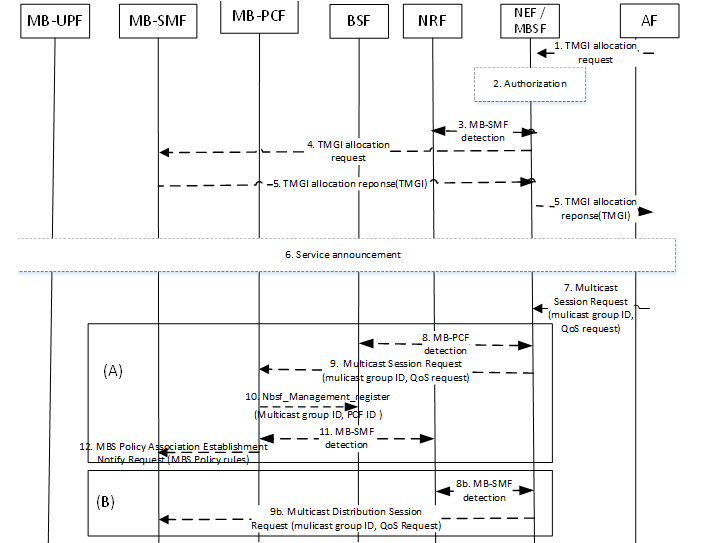 MB-UPF
MB-SMF
MB-PCF
BSF
NRF
NEF /
MBSF
AF
1. TMGI allocation
request
2. Authorization
3. MB-SMF
detection
4. TMGI allocation
request
5. TMGI allocation reponse(TMGI)
5. TMGI allocation
reponse(TMGI)
6. Service announcement
7. Multicast
Session Request
(mulicast group ID,
QoS request)
(A)
8. MB-PCF
detection
9. Multicast Session Request
(mulicast group ID, QoS request)
10. Nbsf_Management_register
(Multicast group ID, PCF ID )
11. MB-SMF
detection
12. MBS Policy Association Establishment
Notify Request (MBS Policy rules)
(B)
8b. MB-SMF
detection
9b. Multicast Distribution Session
Request (mulicast group ID, QoS Request)